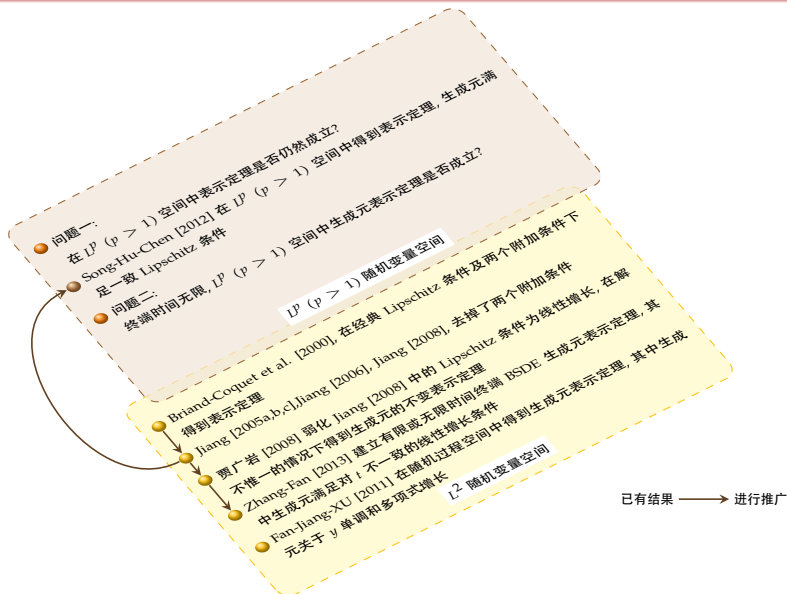 问题一:
在 L^p (p > 1) 空间中表示定理是否仍然成立?
Song-Hu-Chen [2012] 在 L^p (p > 1) 空间中得到表示定理, 生成元满
足一致 Lipschitz 条件
问题二:
终端时间无限, L^p (p > 1) 空间中生成元表示定理是否成立?
L^p (p > 1) 随机变量空间
Briand-Coquet et al. [2000], 在经典 Lipschitz 条件及两个附加条件下
得到表示定理
Jiang [2005a,b,c],Jiang [2006], Jiang [2008], 去掉了两个附加条件
贾广岩 [2008] 弱化 Jiang [2008] 中的 Lipschitz 条件为线性增长, 在解
不惟一的情况下得到生成元的不变表示定理
Zhang-Fan [2013] 建立有限或无限时间终端 BSDE 生成元表示定理, 其
中生成元满足对 t 不一致的线性增长条件
Fan-Jiang-XU [2011] 在随机过程空间中得到生成元表示定理, 其中生成
元关于 y 单调和多项式增长
L^2 随机变量空间
已有结果 进行推广